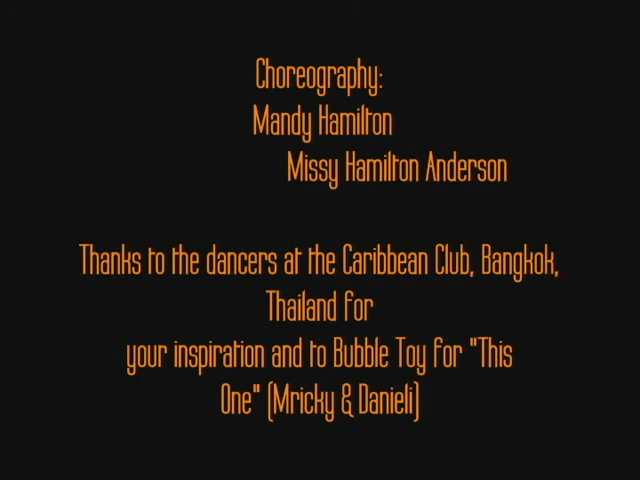 Choreography:
Mandy Hamilton
Missy Hamilton Anderson
Thanks to the dancers at the Caribbean Club, Bangkok,
Thailand for
your inspiration and to Bubble Toy for "This
One" (Mricky & Danieli)